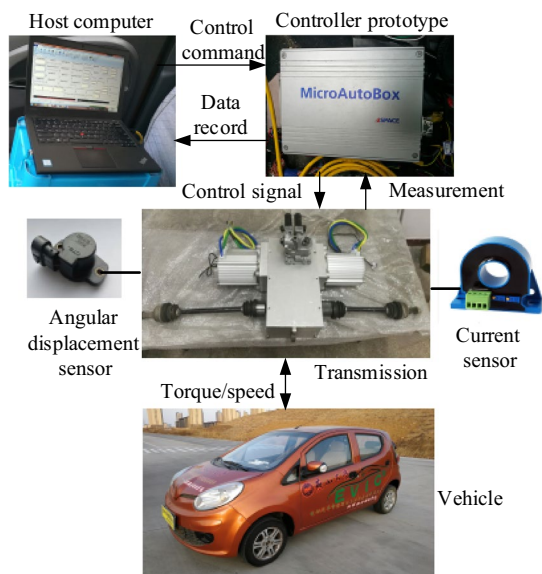 Host computer
Controller prototype
Control
command
MicroAutoBox
dSPACE
Data
record
Control signal
Measurement
Angular
displacement
sensor
Current
sensor
Transmission
Torque/speed
EVIC
Vehicle